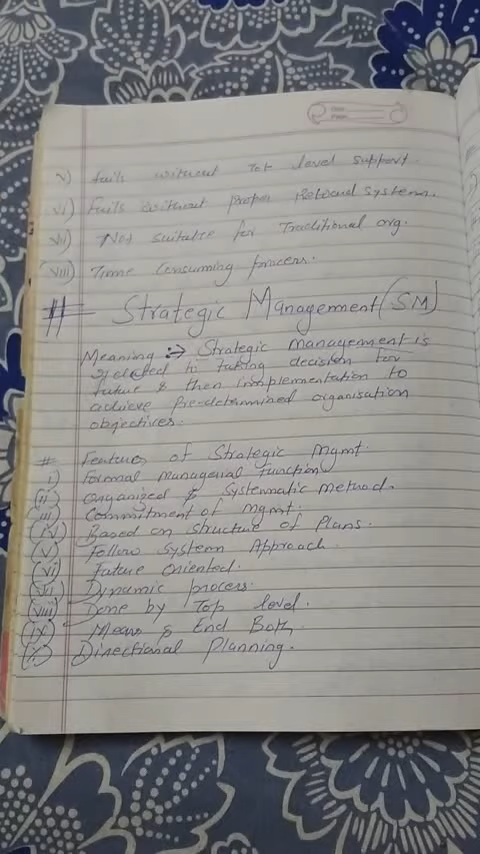 v) fails without Top level support.
vi) fails without proper Reward system.
vii) Not suitable for Traditional org.
viii) Time Consuming process.
# Strategic Management (SM)
Meaning :→ Strategic management is
related to taking decision for
future & then implementation to
achieve Pre-determined organisation
objectives.
# Features of Strategic Mgmt.
i) formal managerial function
ii) Organized & Systematic method.
iii) Commitment of mgmt.
iv) Based on structure of Plans.
v) Follow System Approach
vi) Future oriented.
vii) Dynamic process.
viii) Done by Top level.
ix) Means & End Both
x) Directional Planning.